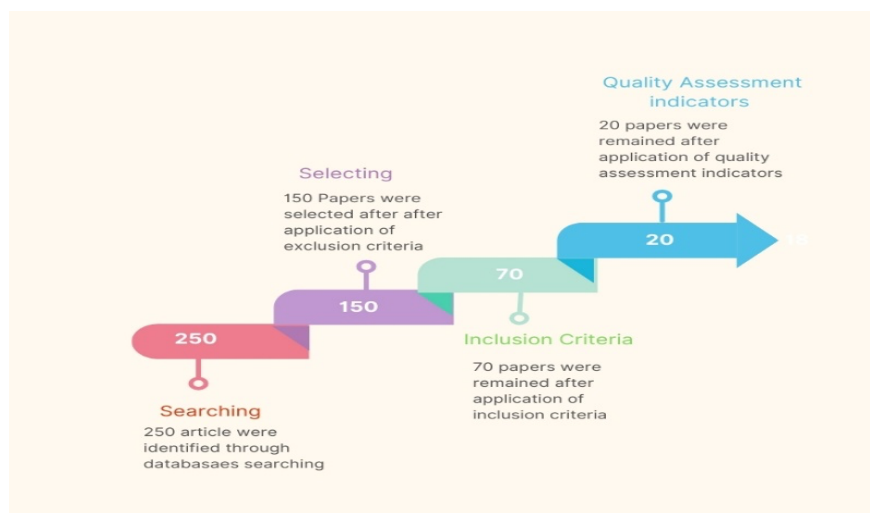 Quality Assessment
indicators
20 papers were
remained after
application of quality
assessment indicators
Selecting
150 Papers were
selected after after
application of
exclusion criteria
20
18
70
150
250
Inclusion Criteria
70 papers were
remained after
application of
inclusion criteria
Searching
250 article were
identified through
databasaes searching